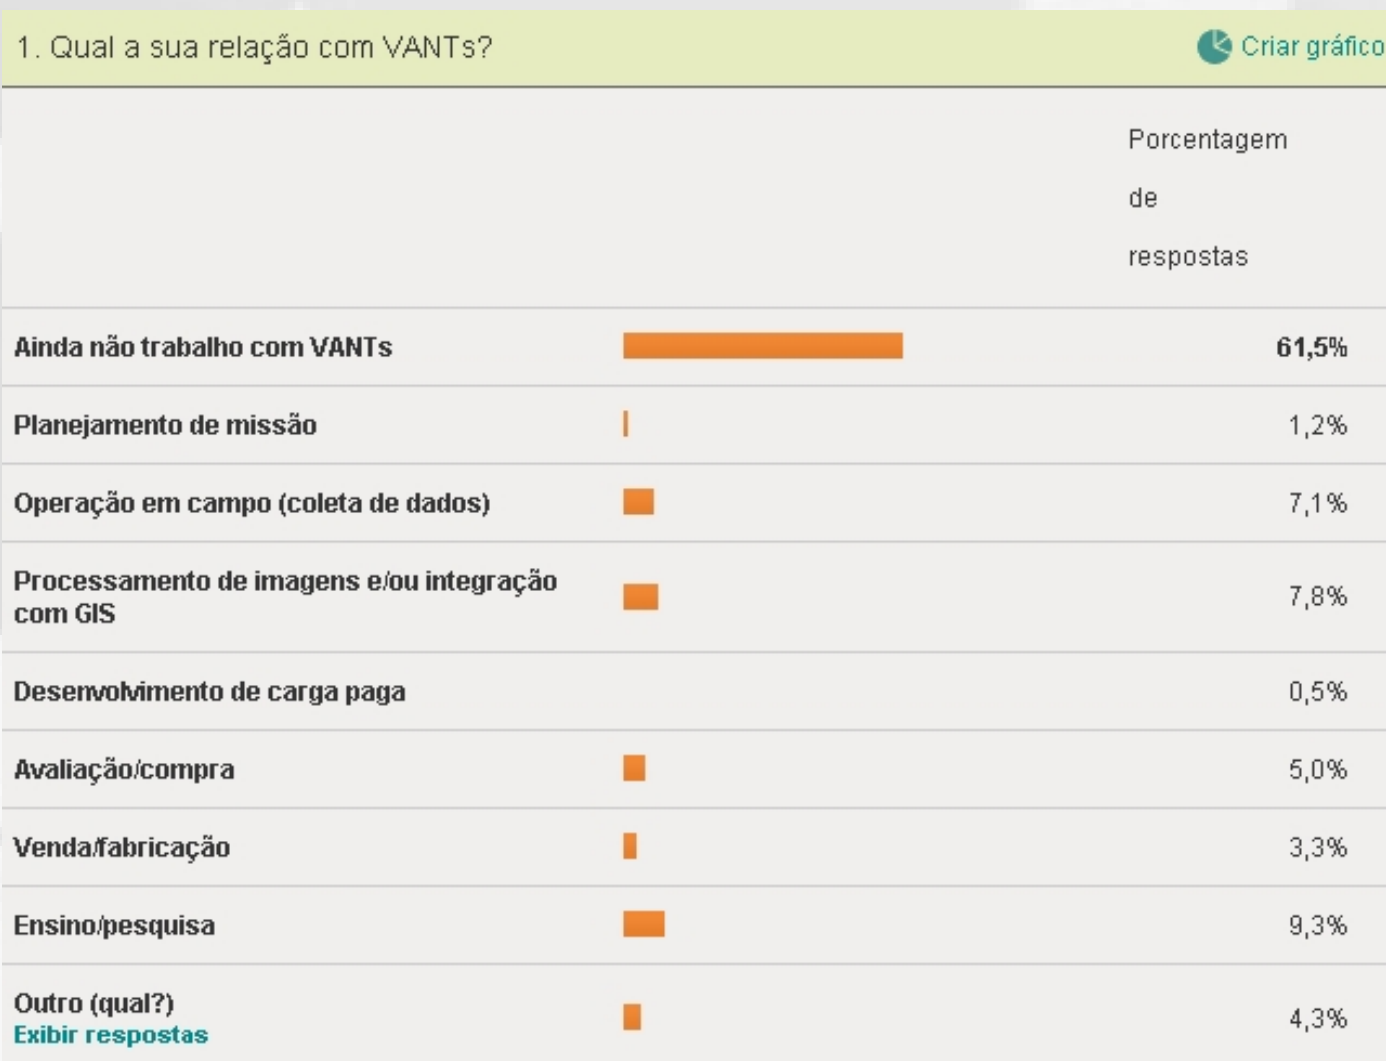 1. Qual a sua relação com VANTs?
Criar gráfico
Porcentagem
de
respostas
Ainda não trabalho com VANTs 61,5%
Planejamento de missão 1,2%
Operação em campo (coleta de dados) 7,1%
Processamento de imagens e/ou integração
com GIS 7,8%
Desenvolvimento de carga paga 0,5%
Avaliação/compra 5,0%
Venda/fabricação 3,3%
Ensino/pesquisa 9,3%
Outro (qual?) 4,3%
Exibir respostas